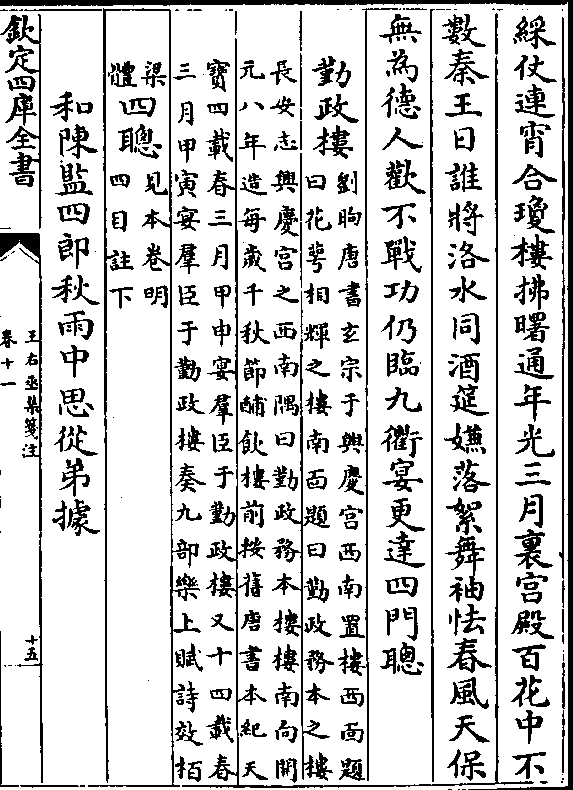 綵仗連宵合瓊樓拂曙通年光三月裏宮殿百花中不
數秦王日誰將洛水同酒筵嫌落絮舞袖怯春風天保
無為德人歡不戰功仍臨九衢宴更達四門聰
勤政樓
劉昫唐書玄宗于興慶宮西南置樓西面題
曰花萼相輝之樓南面題曰勤政務本之樓
長安志興慶宮之西南隅曰勤政務本樓樓南向開
元八年造每歲千秋節酺飲樓前按舊唐書本紀天
寶四載春三月甲申宴羣臣于勤政樓又十四載春
三月甲寅宴羣臣于勤政樓奏九部樂上賦詩效栢
梁
體
四聰
見本卷明
四目註下
和陳監四郎秋雨中思從弟據
欽定四庫全書
王右丞集箋注
卷十一
十五